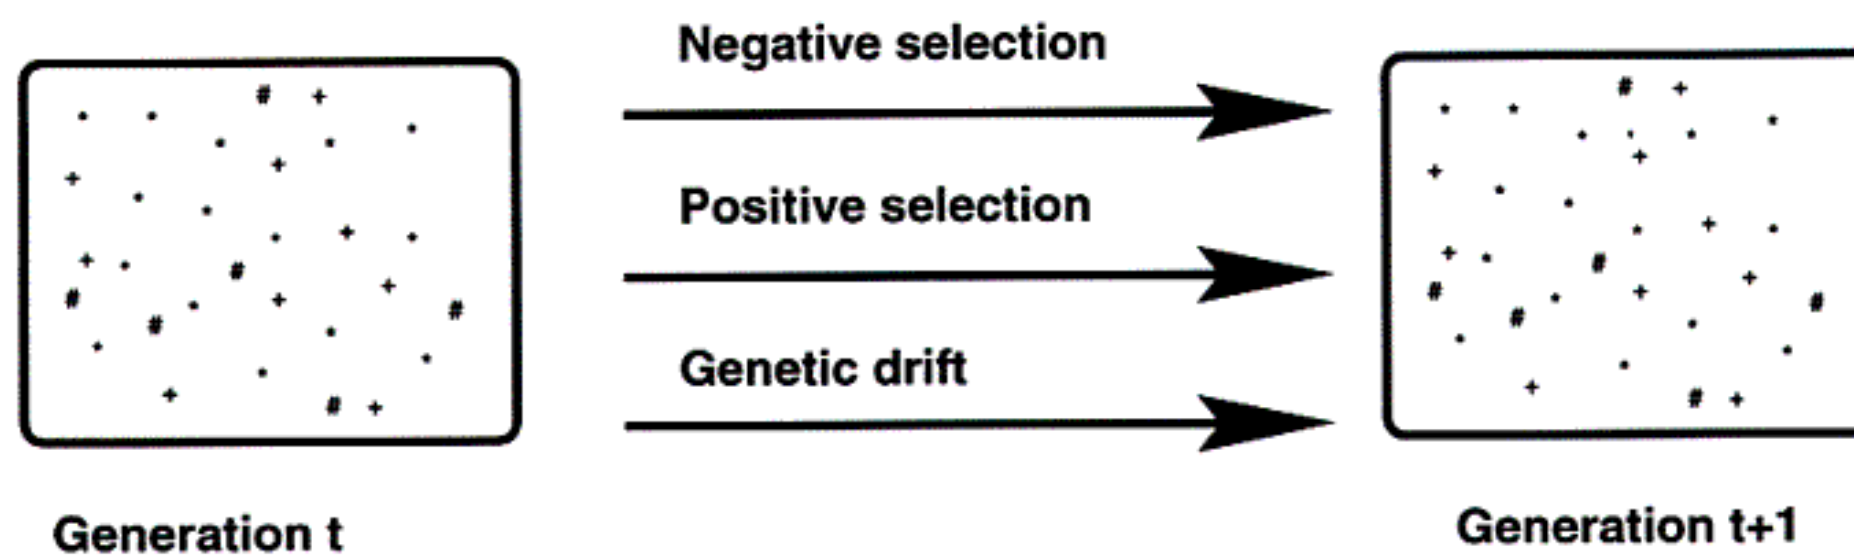 Negative selection
Positive selection
Genetic drift
Generation t
Generation t+1